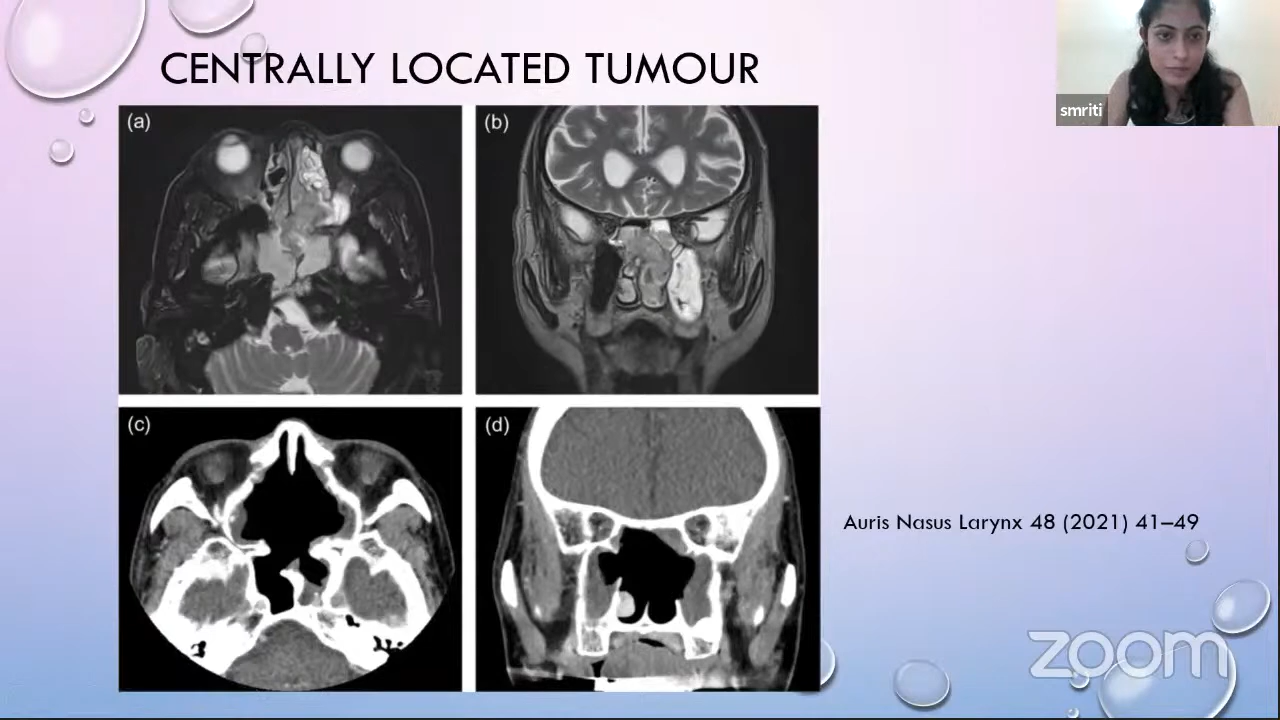 CENTRALLY LOCATED TUMOUR
smriti
(a)
(b)
(c)
(d)
Auris Nasus Larynx 48 (2021) 41–49
zoom